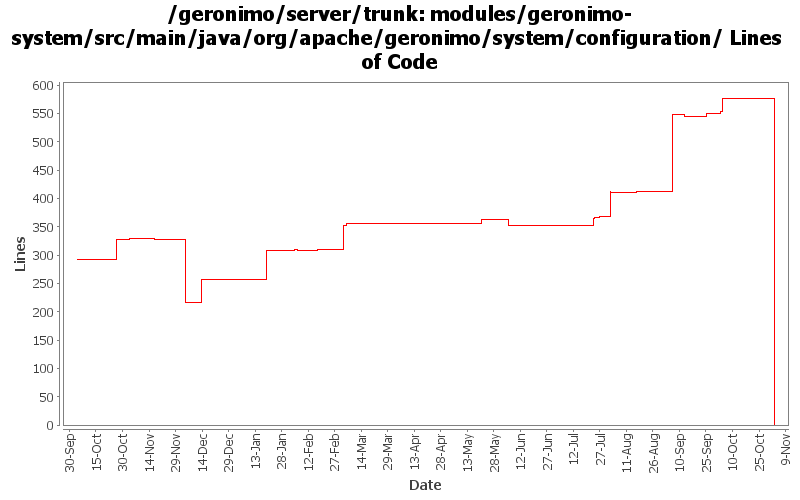 /geronimo/server/trunk: modules/geronimo-
system/src/main/java/org/apache/geronimo/system/configuration/ Lines
of Code
Lines
600
550
500
450
400
350
300
250
200
150
100
50
0
30-Sep
15-Oct
30-Oct
14-Nov
29-Nov
14-Dec
29-Dec
13-Jan
28-Jan
12-Feb
27-Feb
14-Mar
29-Mar
13-Apr
28-Apr
13-May
28-May
12-Jun
27-Jun
12-Jul
27-Jul
11-Aug
26-Aug
10-Sep
25-Sep
10-Oct
25-Oct
9-Nov
Date